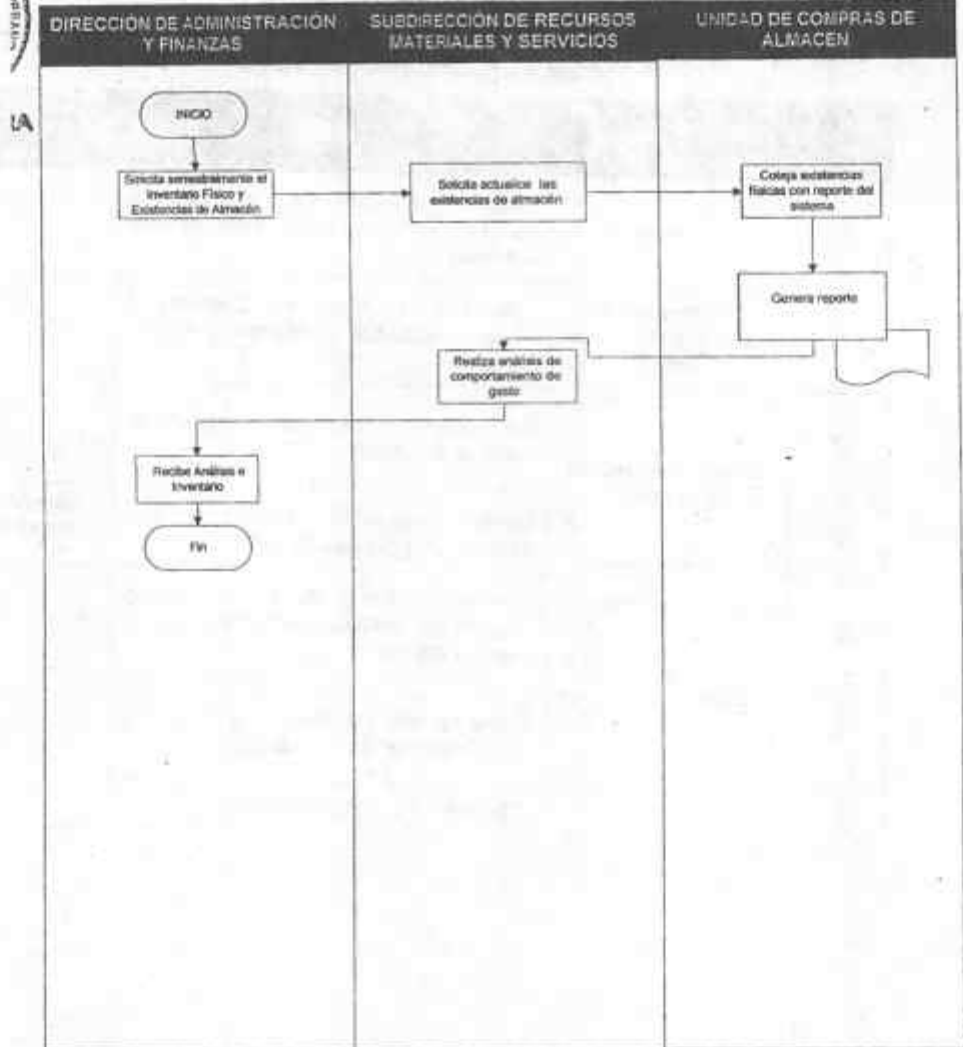 DIRECCIÓN DE ADMINISTRACIÓN
Y FINANZAS
SUBDIRECCIÓN DE RECURSOS
MATERIALES Y SERVICIOS
UNIDAD DE COMPRAS DE
ALMACEN
INICIO
Solicita semestralmente el
Inventario Físico y
Existencias de Almacén
Solicita actualice las
existencias de almacén
Coteja existencias
físicas con reporte del
sistema
Genera reporte
Realiza análisis de
comportamiento de
gasto
Recibe Análisis e
Inventario
Fin